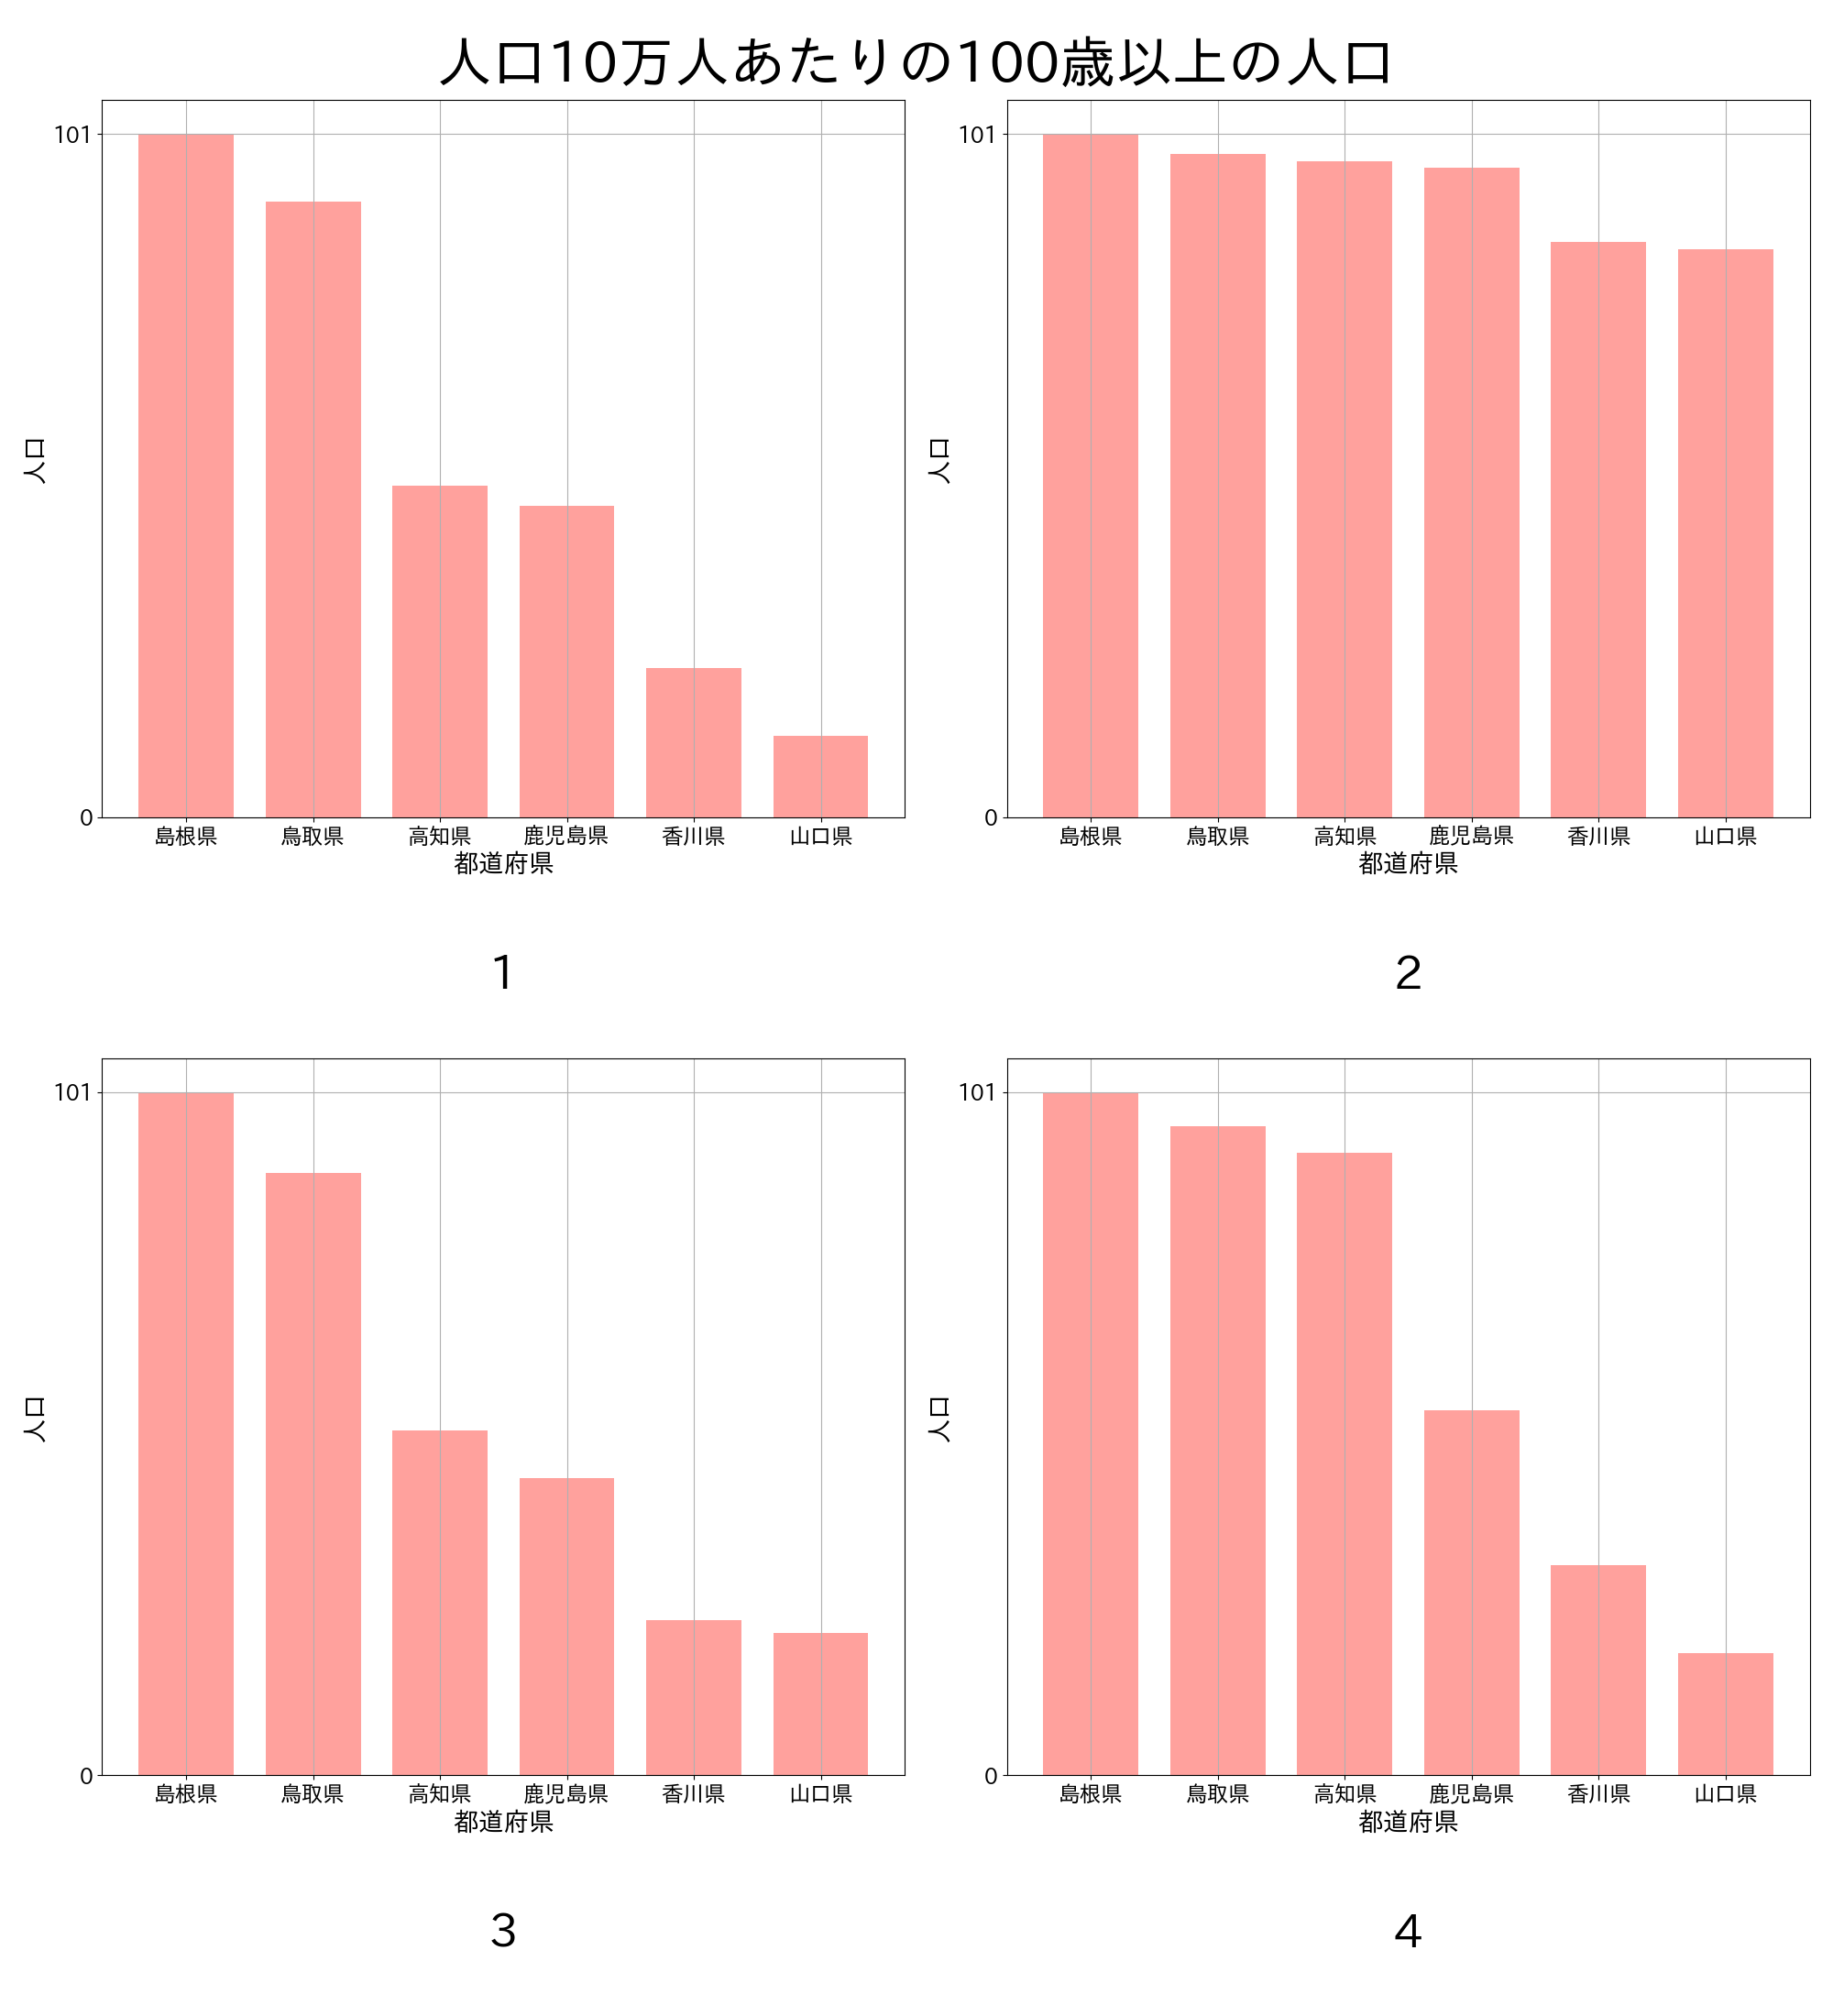 人口10万人あたりの100歳以上の人口
人口
101
0
島根県 鳥取県 高知県 鹿児島県 香川県 山口県
都道府県
1
人口
101
0
島根県 鳥取県 高知県 鹿児島県 香川県 山口県
都道府県
2
人口
101
0
島根県 鳥取県 高知県 鹿児島県 香川県 山口県
都道府県
3
人口
101
0
島根県 鳥取県 高知県 鹿児島県 香川県 山口県
都道府県
4